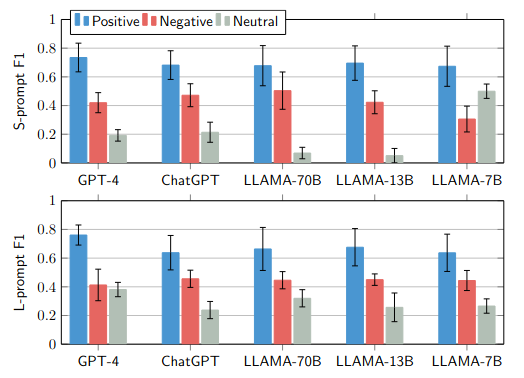 Positive Negative Neutral
S-prompt F1
1
0.8
0.6
0.4
0.2
0
GPT-4 ChatGPT LLAMA-70B LLAMA-13B LLAMA-7B
L-prompt F1
1
0.8
0.6
0.4
0.2
0
GPT-4 ChatGPT LLAMA-70B LLAMA-13B LLAMA-7B